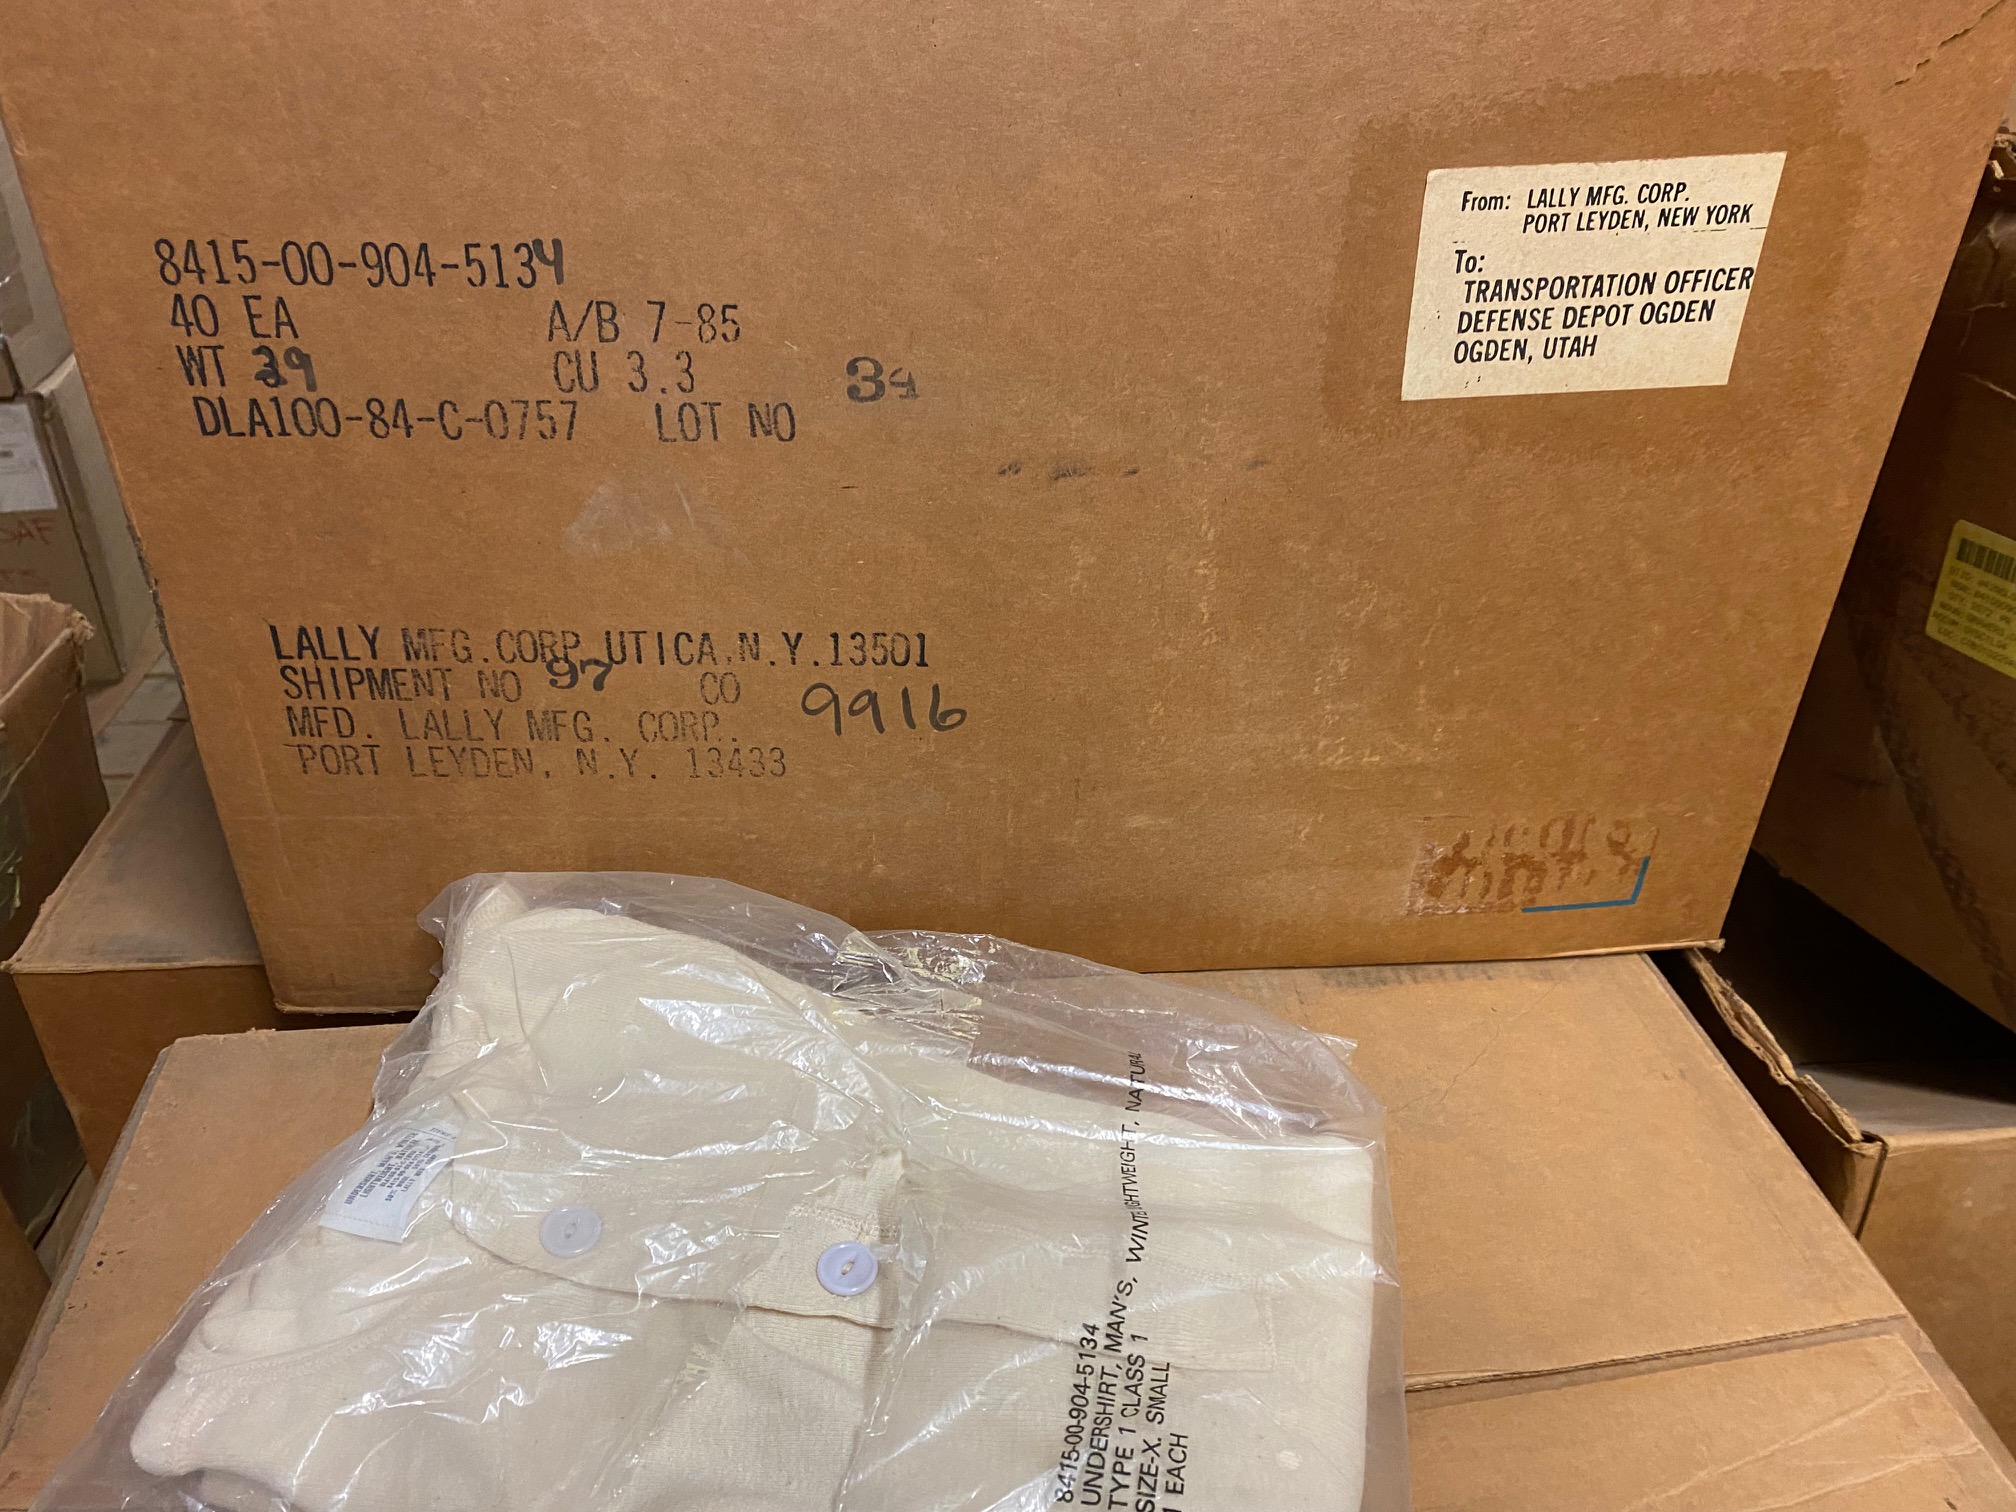 8415-00-904-5134
40 EA A/B 7-85
WT 39 CU 3.3
DLA100-84-C-0757 LOT NO 34
From: LALLY MFG. CORP.
PORT LEYDEN, NEW YORK
To:
TRANSPORTATION OFFICER
DEFENSE DEPOT OGDEN
OGDEN, UTAH
LALLY MFG.CORP. UTICA, N.Y.13501
SHIPMENT NO 97 CO 9916
MFD. LALLY MFG. CORP.
PORT LEYDEN, N.Y. 13433
8415-00-904-5134
UNDERSHIRT, MAN'S, WINTERLIGHTWEIGHT, NATURAL
TYPE 1 CLASS 1
SIZE-X. SMALL
1 EACH